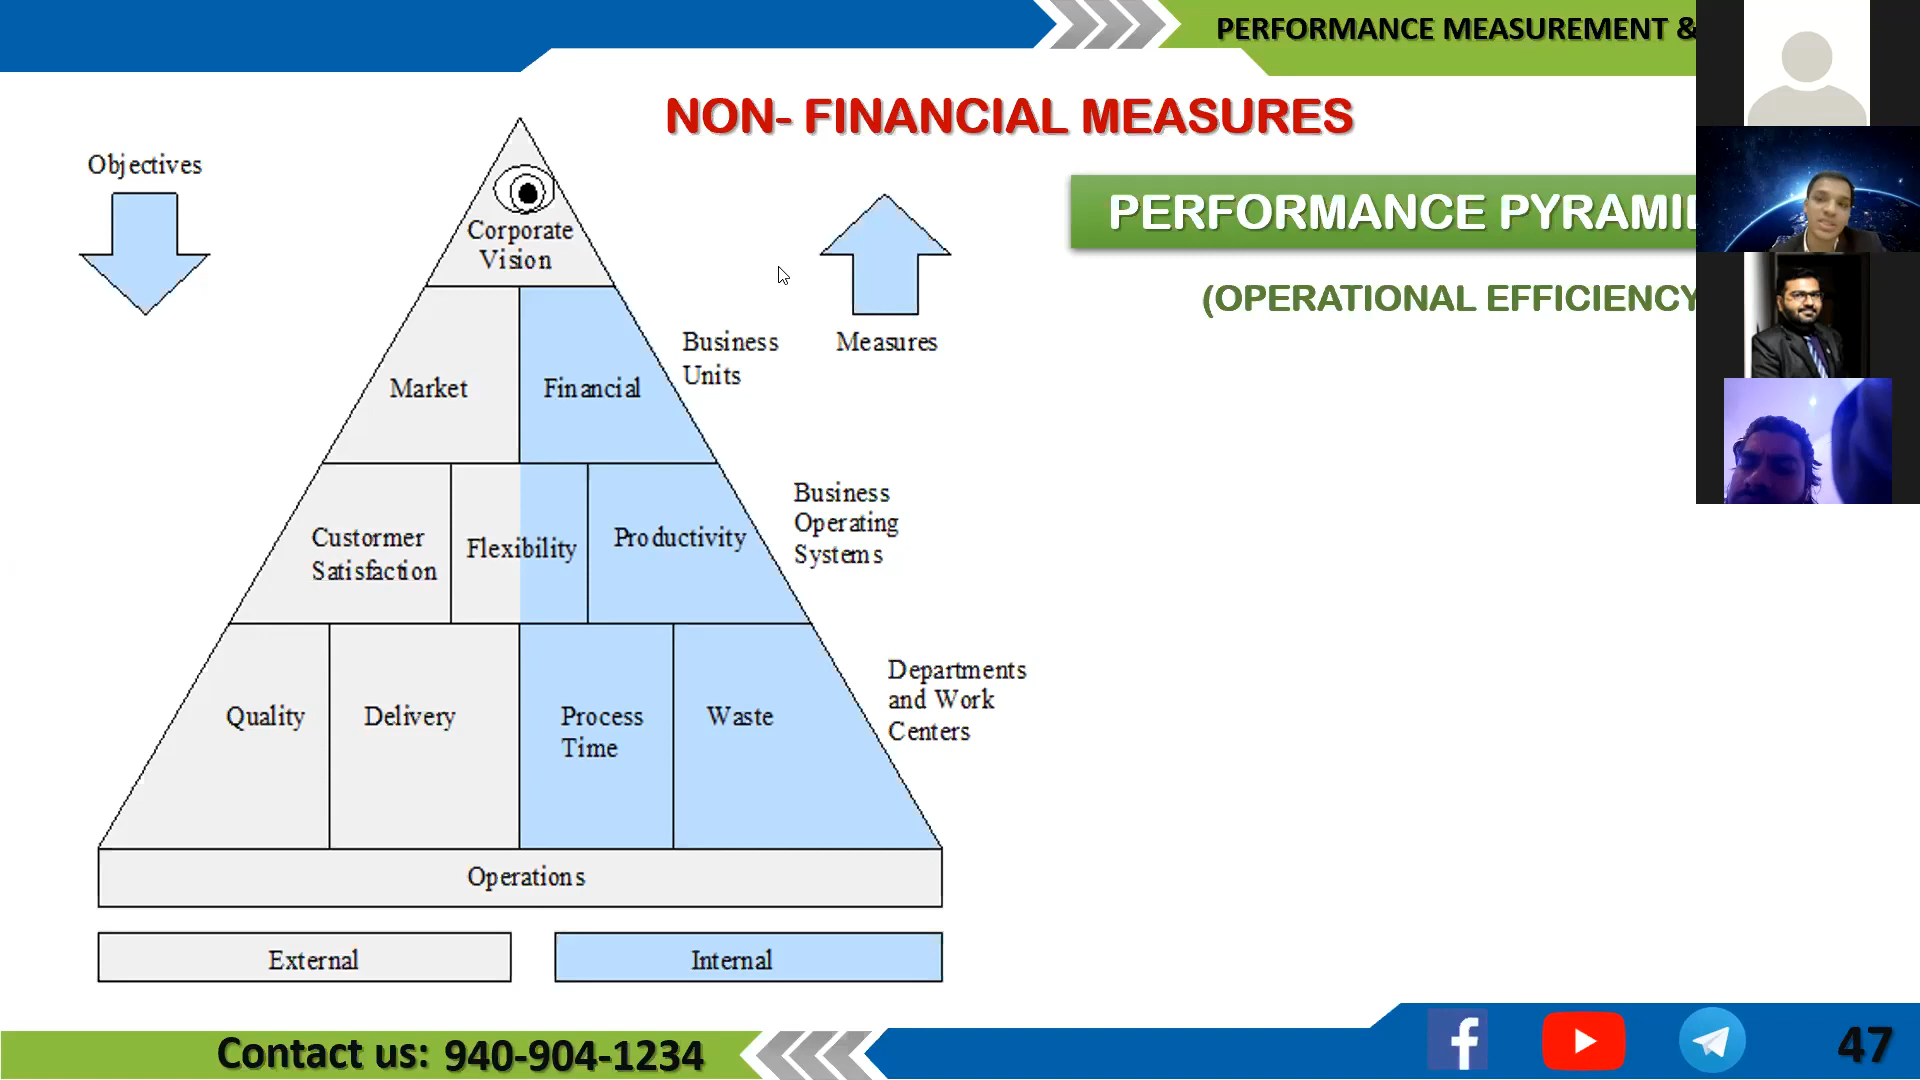 PERFORMANCE MEASUREMENT &
NON- FINANCIAL MEASURES
Objectives
PERFORMANCE PYRAMI
Corporate
Vision
(OPERATIONAL EFFICIENCY
Business
Units
Measures
Market
Financial
Business
Operating
Systems
Custormer
Satisfaction
Flexibility
Productivity
Departments
and Work
Centers
Quality
Delivery
Process
Time
Waste
Operations
External
Internal
Contact us: 940-904-1234
47